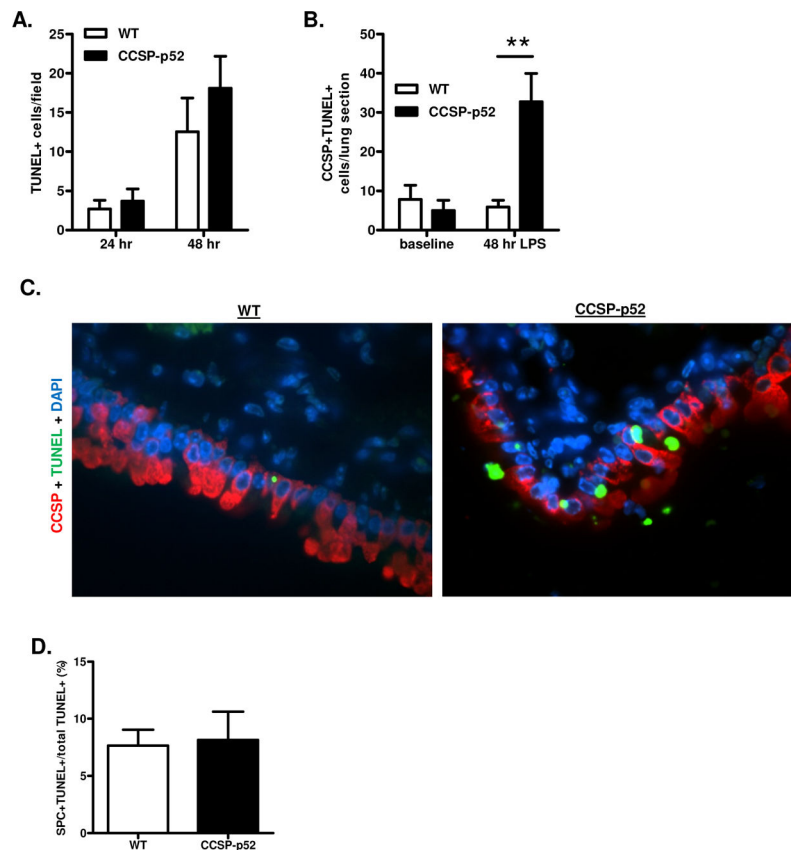 A.
WT
CCSP-p52
TUNEL+ cells/field
25
20
15
10
5
0
24 hr
48 hr
B.
**
WT
CCSP-p52
CCSP+TUNEL+
cells/lung section
50
40
30
20
10
0
baseline
48 hr LPS
C.
WT
CCSP-p52
CCSP + TUNEL + DAPI
D.
SPC+TUNEL+/total TUNEL+ (%)
15
10
5
0
WT
CCSP-p52